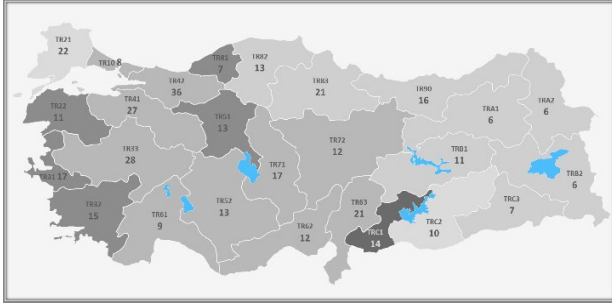 TR21
22
TR10 8
TR81
7
TR82
13
TR83
21
TR90
16
TRA1
6
TRA2
6
TR22
11
TR41
27
TR42
36
TR51
13
TR72
12
TRB1
11
TRB2
6
TR33
28
TR31 17
TR71
17
TR32
15
TR61
9
TR52
13
TR62
12
TR63
21
TRC1
14
TRC2
10
TRC3
7